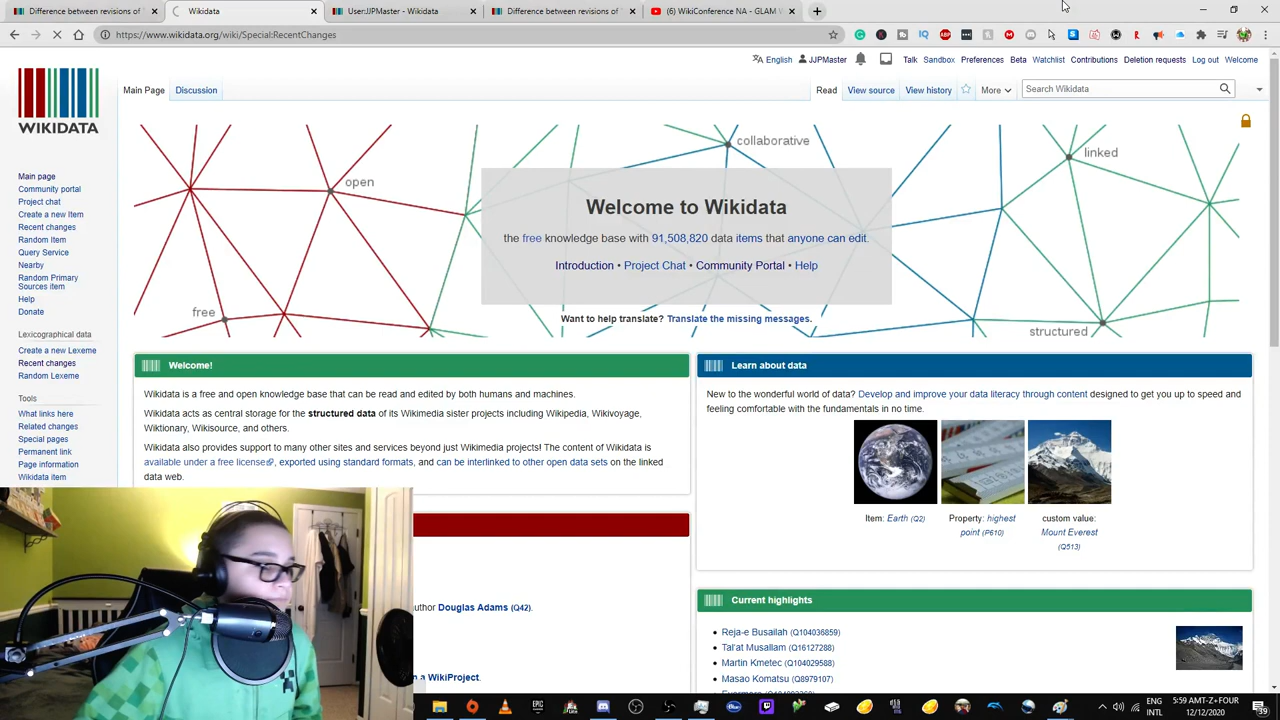 Difference between revisions of
Wikidata
User:JJPMaster - Wikidata
Difference between revisions of
(6) WikiConference NA - GLAM
https://www.wikidata.org/wiki/Special:RecentChanges
English JJPMaster Talk Sandbox Preferences Beta Watchlist Contributions Deletion requests Log out Welcome
WIKIDATA
Main Page Discussion Read View source View history More Search Wikidata
collaborative
linked
open
free
structured
Welcome to Wikidata
the free knowledge base with 91,508,820 data items that anyone can edit.
Introduction • Project Chat • Community Portal • Help
Want to help translate? Translate the missing messages.
Main page
Community portal
Project chat
Create a new Item
Recent changes
Random Item
Query Service
Nearby
Random Primary
Sources item
Help
Donate
Lexicographical data
Create a new Lexeme
Recent changes
Random Lexeme
Tools
What links here
Related changes
Special pages
Permanent link
Page information
Wikidata item
Welcome!
Wikidata is a free and open knowledge base that can be read and edited by both humans and machines.
Wikidata acts as central storage for the structured data of its Wikimedia sister projects including Wikipedia, Wikivoyage,
Wiktionary, Wikisource, and others.
Wikidata also provides support to many other sites and services beyond just Wikimedia projects! The content of Wikidata is
available under a free license, exported using standard formats, and can be interlinked to other open data sets on the linked
data web.
Learn about data
New to the wonderful world of data? Develop and improve your data literacy through content designed to get you up to speed and
feeling comfortable with the fundamentals in no time.
Item: Earth (Q2)
Property: highest
point (P610)
custom value:
Mount Everest
(Q513)
author Douglas Adams (Q42).
a WikiProject.
Current highlights
• Reja-e Busailah (Q104036859)
• Tal'at Musallam (Q16127288)
• Martin Kmetec (Q104029588)
• Masao Komatsu (Q8979107)
ENG
INTL
5:59 AMT-Z+FOUR
12/12/2020